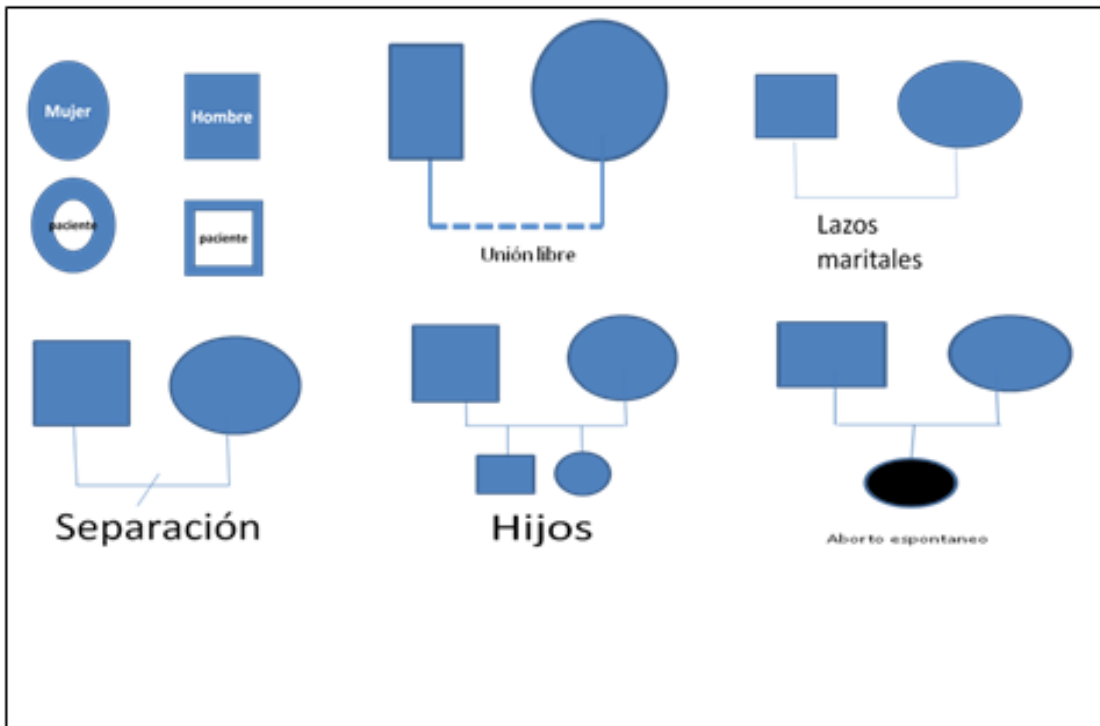 Mujer
Hombre
paciente
paciente
Unión libre
Lazos
maritales
Separación
Hijos
Aborto espontaneo